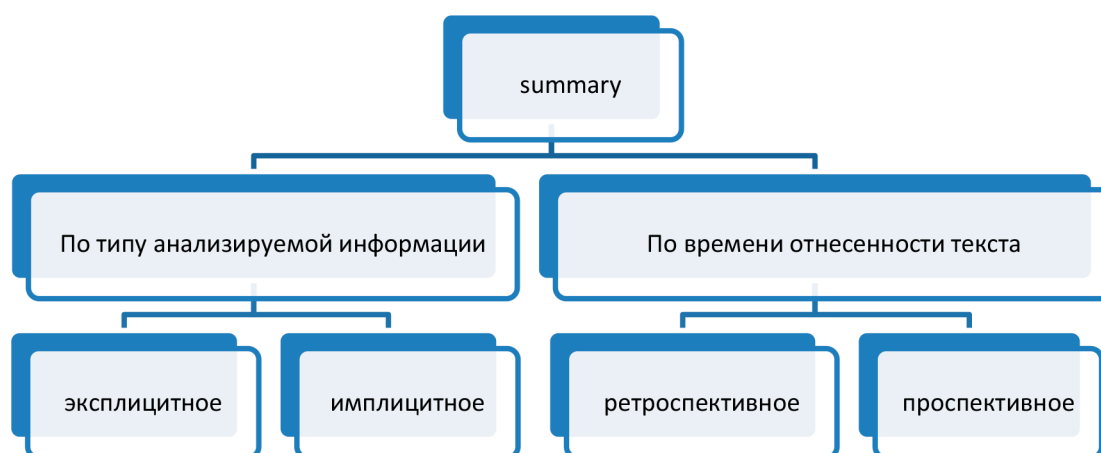 summary
По типу анализируемой информации
По времени отнесенности текста
эксплицитное
имплицитное
ретроспективное
проспективное